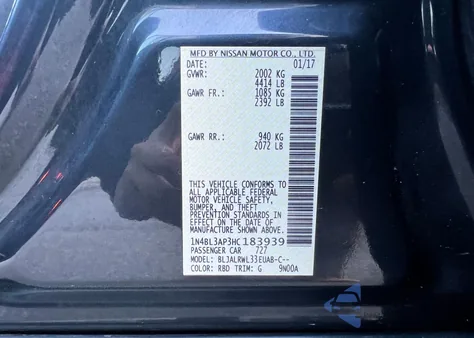 MFD BY NISSAN MOTOR CO., LTD.
DATE: 01/17
GVWR: 2002 KG
4414 LB
GAWR FR.: 1085 KG
2392 LB
GAWR RR.: 940 KG
2072 LB
THIS VEHICLE CONFORMS TO
ALL APPLICABLE FEDERAL
MOTOR VEHICLE SAFETY,
BUMPER, AND THEFT
PREVENTION STANDARDS IN
EFFECT ON THE DATE OF
MANUFACTURE SHOWN ABOVE.
1N4BL3AP3HC183939
PASSENGER CAR 727
MODEL: BLJALRWL33EUAB-C--
COLOR: RBD TRIM: G 9N00A